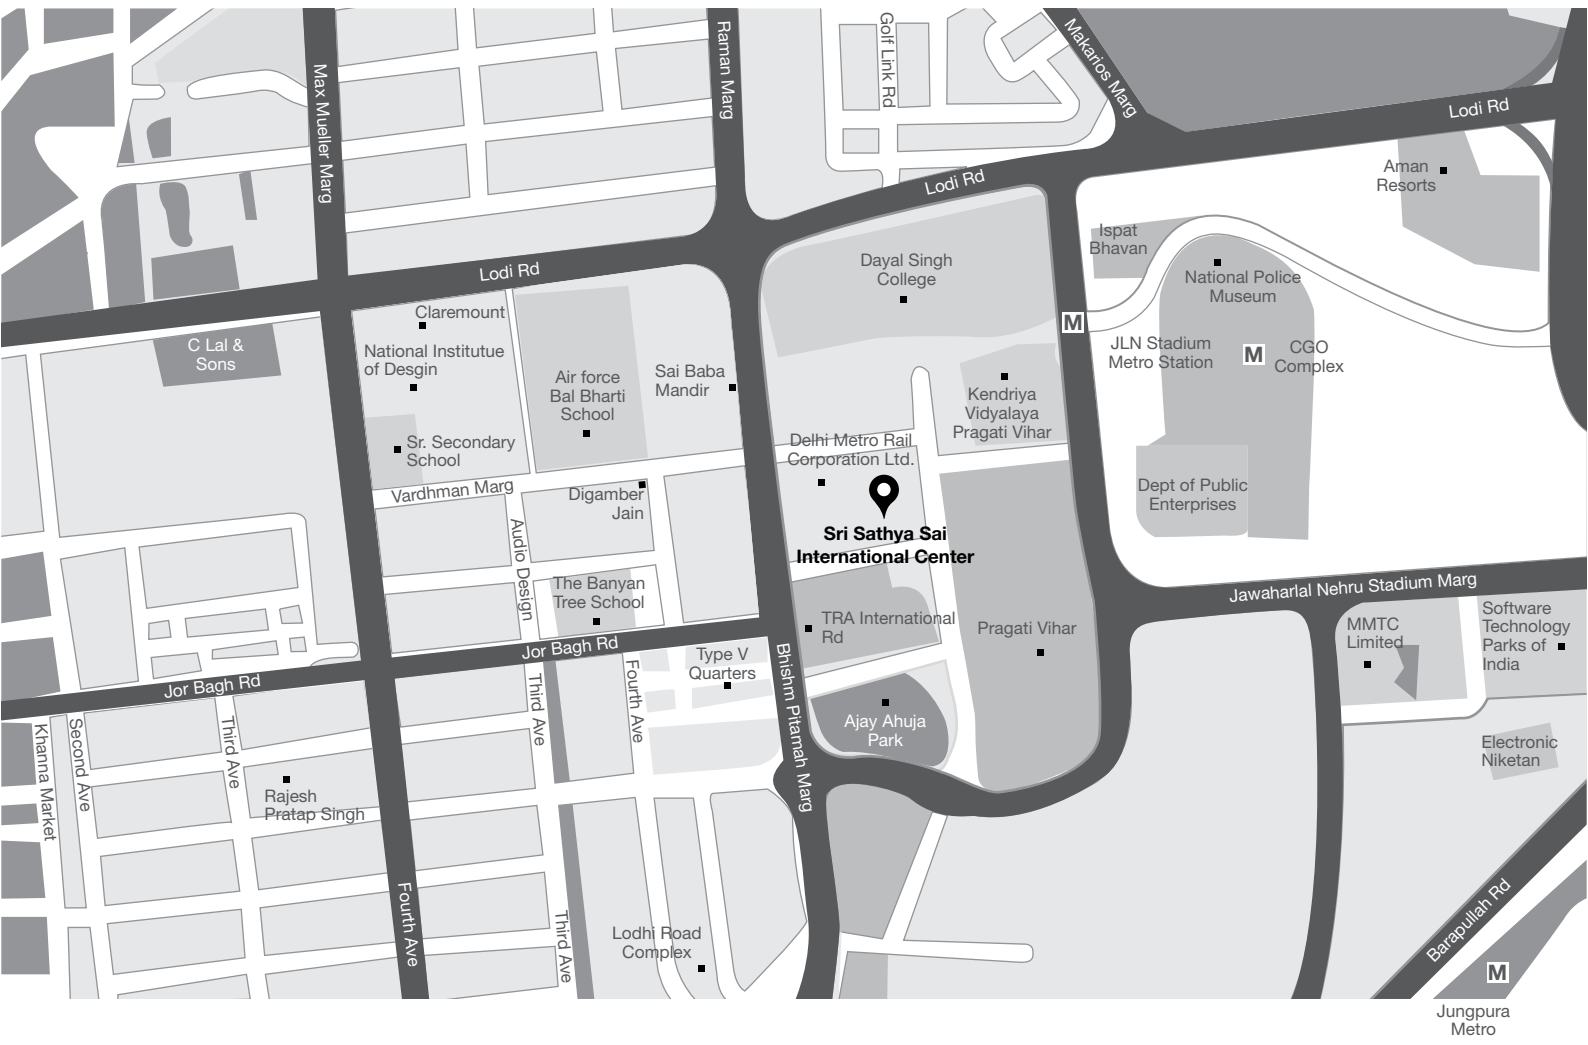 Max Mueller Marg
Raman Marg
Golf Link Rd
Makarios Marg
Lodi Rd
Aman
Resorts
Lodi Rd
Ispat
Bhavan
Dayal Singh
College
Lodi Rd
National Police
Museum
Claremount
C Lal &
Sons
National Institutue
of Desgin
M
JLN Stadium
Metro Station
M
CGO
Complex
Air force
Bal Bharti
School
Sai Baba
Mandir
Kendriya
Vidyalaya
Pragati Vihar
Sr. Secondary
School
Delhi Metro Rail
Corporation Ltd.
Vardhman Marg
Digamber
Jain
Dept of Public
Enterprises
Audio Design
Sri Sathya Sai
International Center
The Banyan
Tree School
Jawaharlal Nehru Stadium Marg
TRA International
Rd
Pragati Vihar
MMTC
Limited
Software
Technology
Parks of
India
Jor Bagh Rd
Type V
Quarters
Bhishm Pitamah Marg
Jor Bagh Rd
Third Ave
Fourth Ave
Ajay Ahuja
Park
Khanna Market
Second Ave
Third Ave
Electronic
Niketan
Rajesh
Pratap Singh
Fourth Ave
Third Ave
Lodhi Road
Complex
Barapullah Rd
M
Jungpura
Metro